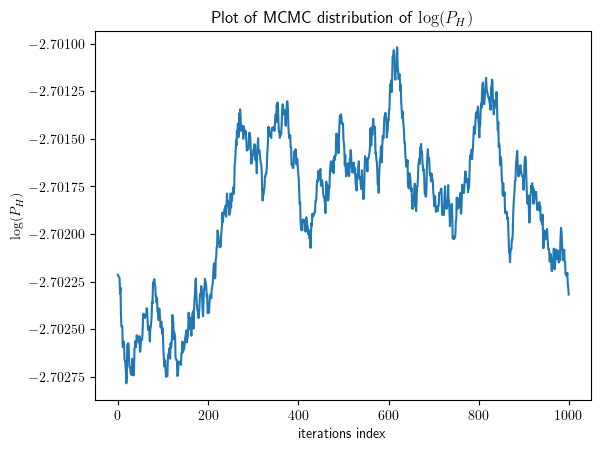 Plot of MCMC distribution of log(P_H)
−2.70100
−2.70125
−2.70150
−2.70175
−2.70200
−2.70225
−2.70250
−2.70275
log(P_H)
0 200 400 600 800 1000
iterations index